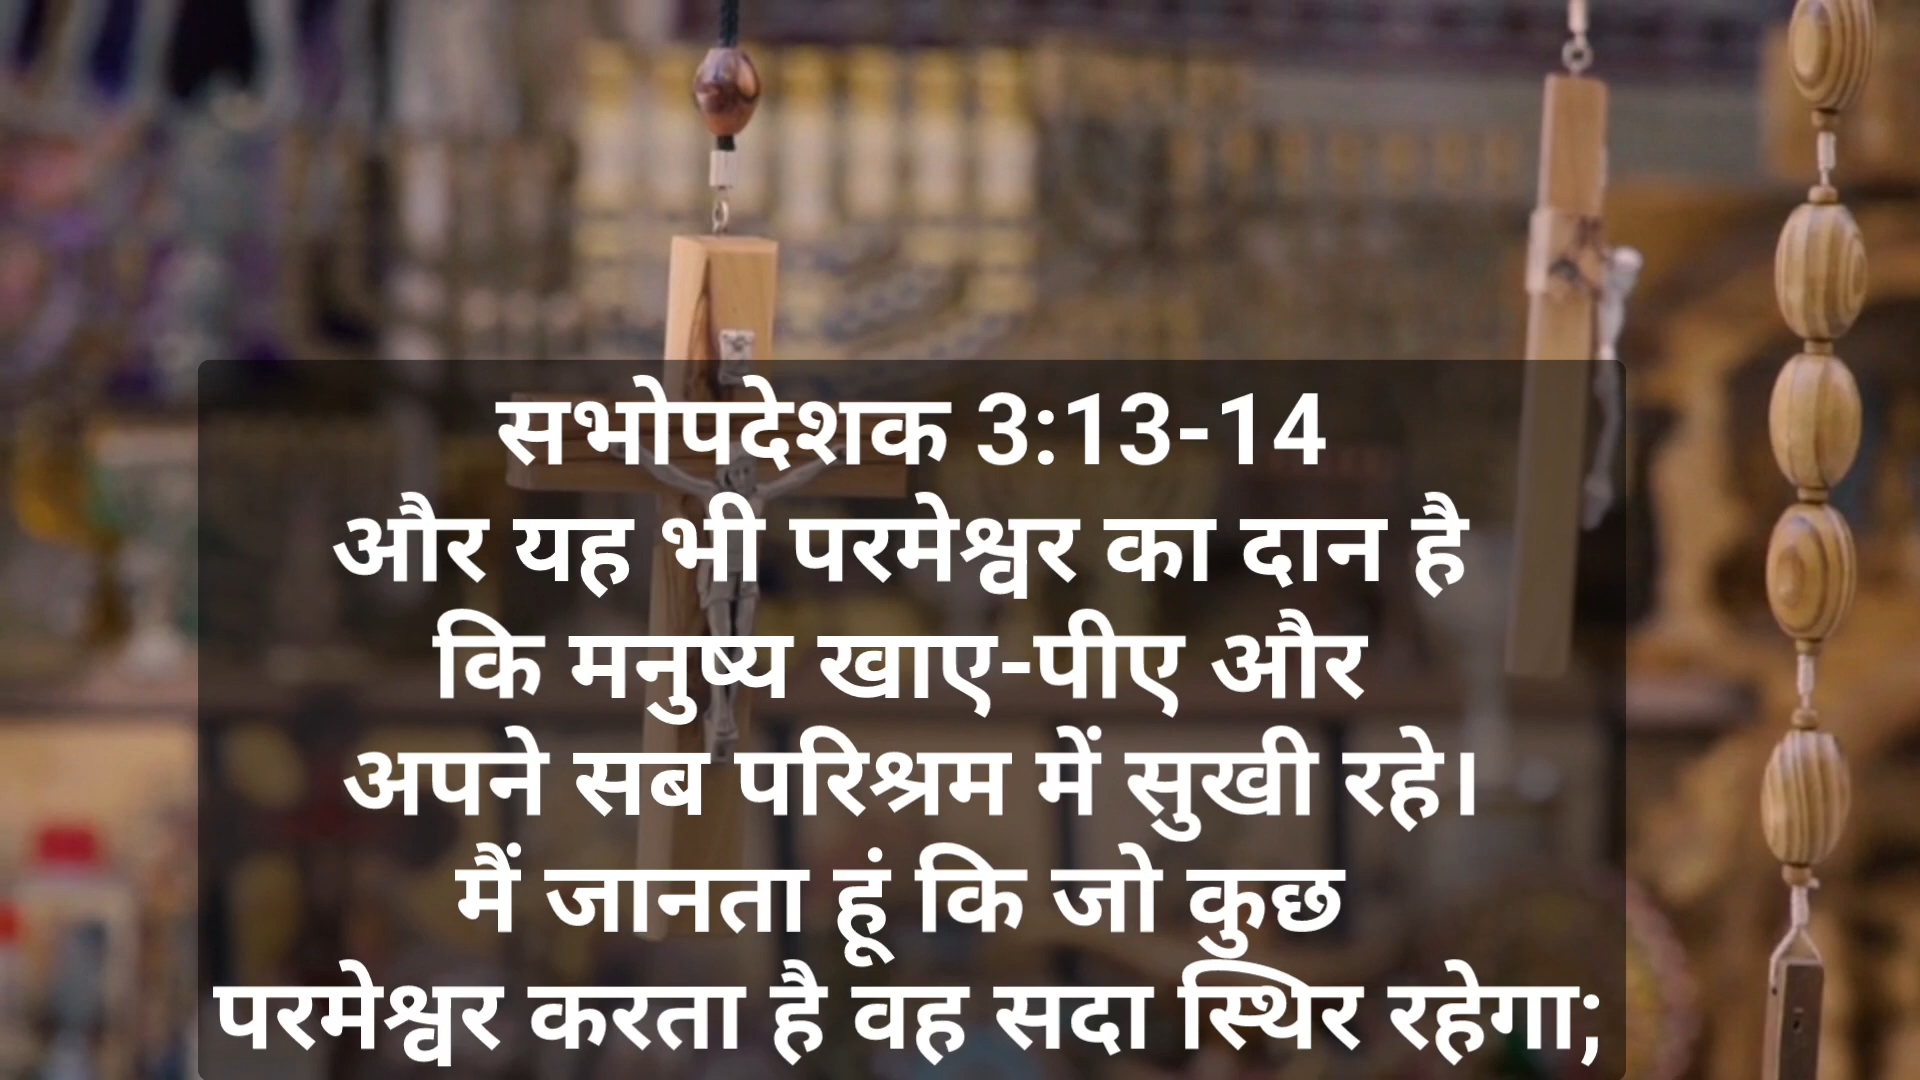 सभोपदेशक 3:13-14
और यह भी परमेश्वर का दान है
कि मनुष्य खाए-पीए और
अपने सब परिश्रम में सुखी रहे।
मैं जानता हूं कि जो कुछ
परमेश्वर करता है वह सदा स्थिर रहेगा;